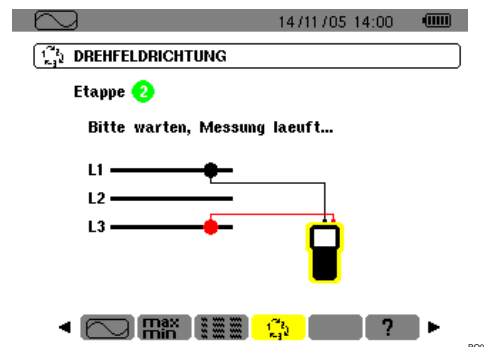 14/11/05 14:00
DREHFELDRICHTUNG
Etappe 2
Bitte warten, Messung laeuft...
L1
L2
L3
max
min
?